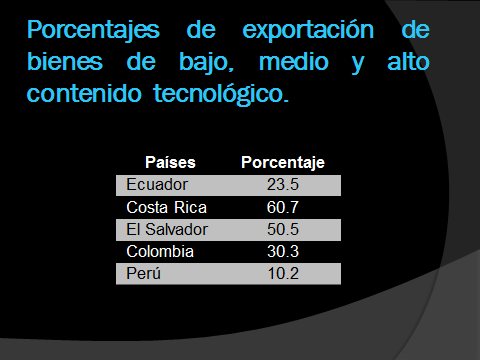 Porcentajes de exportación de
bienes de bajo, medio y alto
contenido tecnológico.
Países Porcentaje
Ecuador 23.5
Costa Rica 60.7
El Salvador 50.5
Colombia 30.3
Perú 10.2